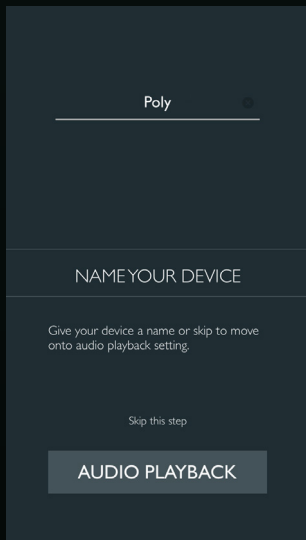 Poly
NAME YOUR DEVICE
Give your device a name or skip to move
onto audio playback setting.
Skip this step
AUDIO PLAYBACK